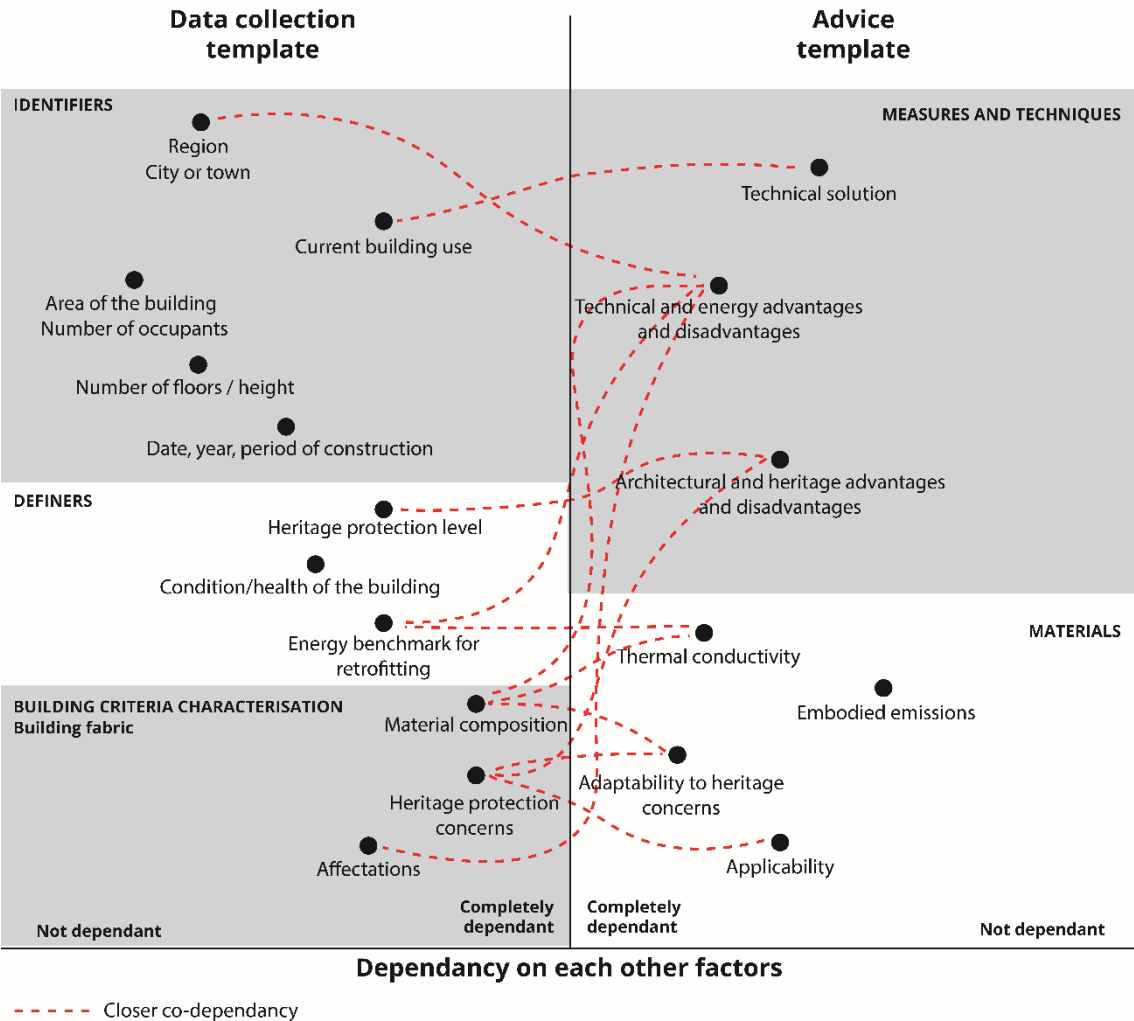 Data collection
template
Advice
template
IDENTIFIERS
Region
City or town
Current building use
Area of the building
Number of occupants
Number of floors / height
Date, year, period of construction
DEFINERS
Heritage protection level
Condition/health of the building
Energy benchmark for
retrofitting
BUILDING CRITERIA CHARACTERISATION
Building fabric
Material composition
Heritage protection
concerns
Affectations
Not dependant
Completely
dependant
MEASURES AND TECHNIQUES
Technical solution
Technical and energy advantages
and disadvantages
Architectural and heritage advantages
and disadvantages
MATERIALS
Thermal conductivity
Embodied emissions
Adaptability to heritage
concerns
Applicability
Completely
dependant
Not dependant
Dependancy on each other factors
Closer co-dependancy